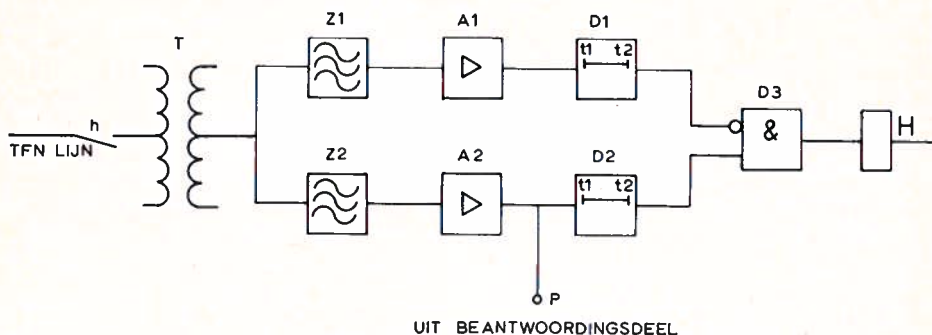 T
Z1
A1
D1
t1 t2
D3
&
H
h
TFN LIJN
Z2
A2
D2
t1 t2
P
UIT BEANTWOORDINGSDEEL